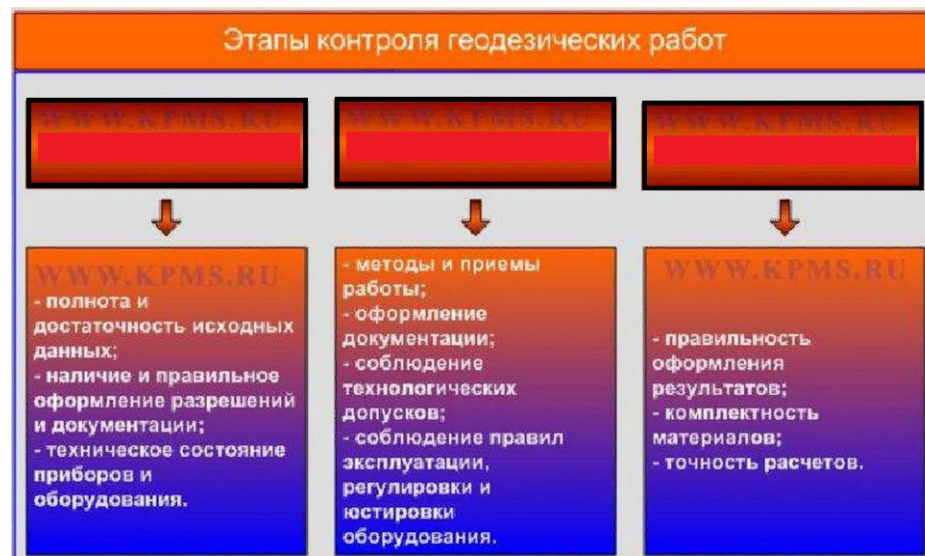 Этапы контроля геодезических работ
WWW.KPMS.RU
WWW.KPMS.RU
WWW.KPMS.RU
WWW.KPMS.RU
- полнота и
достаточность исходных
данных;
- наличие и правильное
оформление разрешений
и документации;
- техническое состояние
приборов и
оборудования.
- методы и приемы
работы;
- оформление
документации;
- соблюдение
технологических
допусков;
- соблюдение правил
эксплуатации,
регулировки и
юстировки
оборудования.
WWW.KPMS.RU
- правильность
оформления
результатов;
- комплектность
материалов;
- точность расчетов.